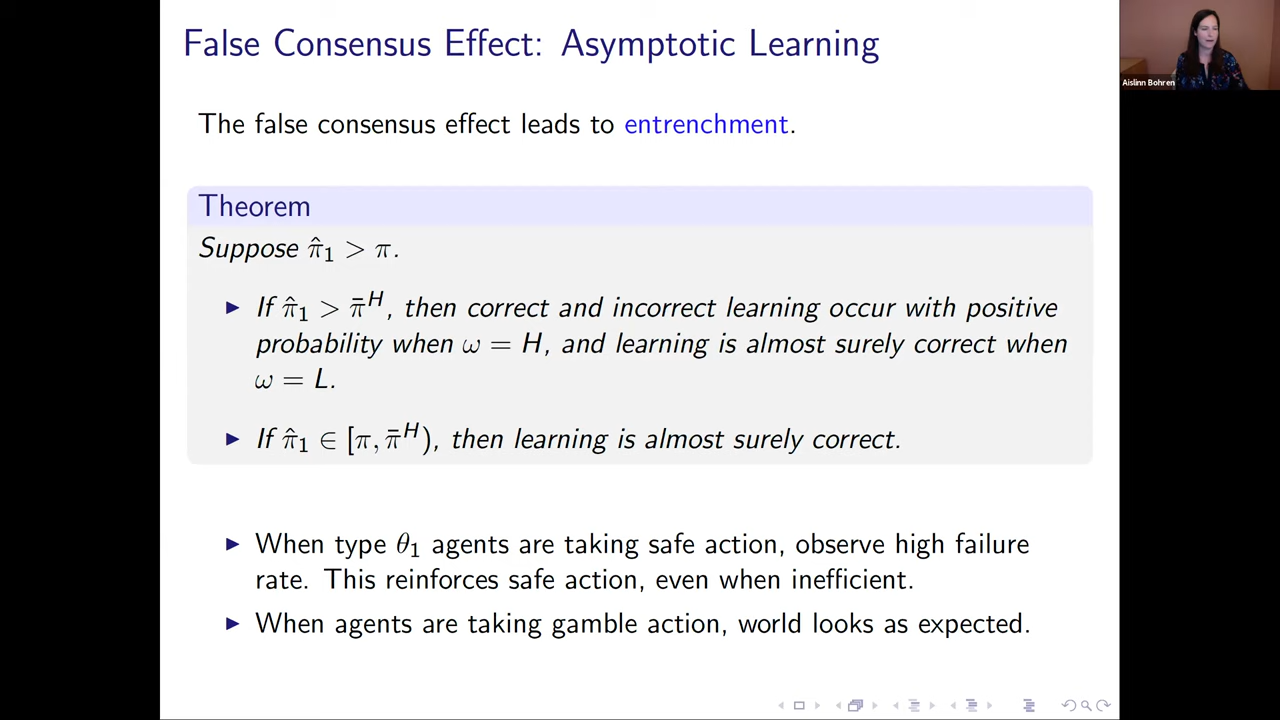 False Consensus Effect: Asymptotic Learning
Aislinn Bohren
The false consensus effect leads to entrenchment.
Theorem
Suppose π̂₁ > π.
▶ If π̂₁ > π̄ᴴ, then correct and incorrect learning occur with positive
probability when ω = H, and learning is almost surely correct when
ω = L.
▶ If π̂₁ ∈ [π, π̄ᴴ), then learning is almost surely correct.
▶ When type θ₁ agents are taking safe action, observe high failure
rate. This reinforces safe action, even when inefficient.
▶ When agents are taking gamble action, world looks as expected.